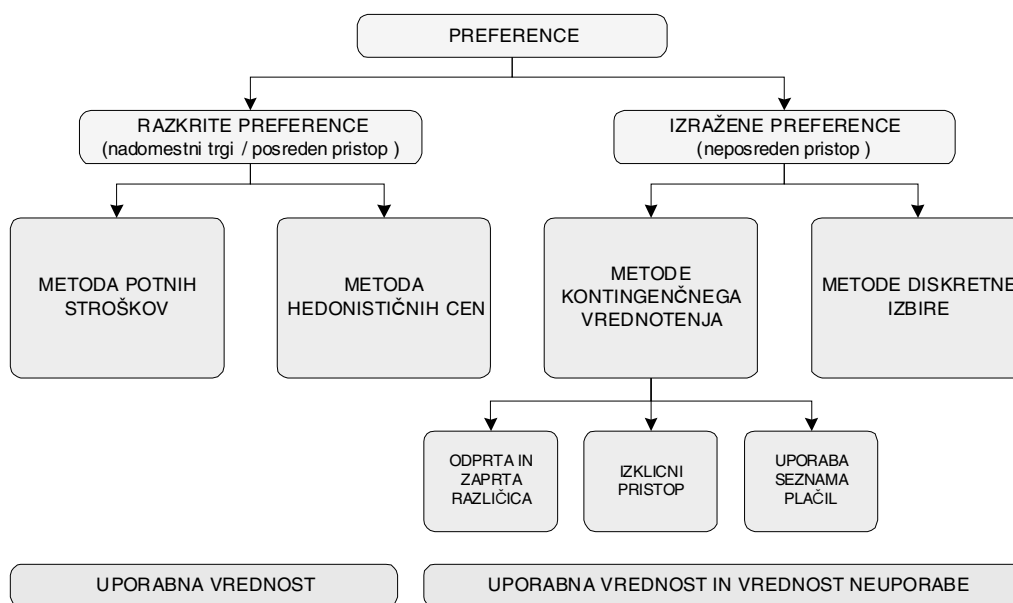 PREFERENCE
RAZKRITE PREFERENCE
(nadomestni trgi / posreden pristop )
IZRAŽENE PREFERENCE
(neposreden pristop )
METODA POTNIH
STROŠKOV
METODA
HEDONISTIČNIH CEN
METODE
KONTINGENČNEGA
VREDNOTENJA
METODE DISKRETNE
IZBIRE
ODPRTA IN
ZAPRTA
RAZLIČICA
IZKLICNI
PRISTOP
UPORABA
SEZNAMA
PLAČIL
UPORABNA VREDNOST
UPORABNA VREDNOST IN VREDNOST NEUPORABE